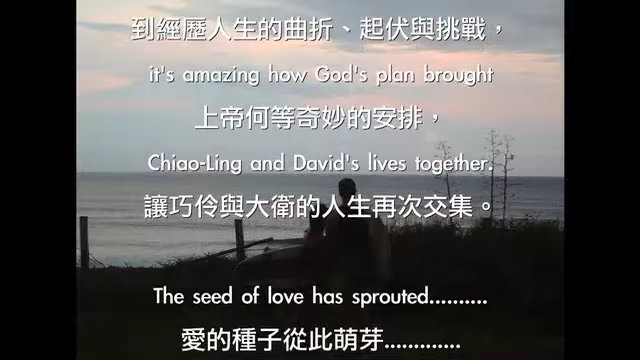 到經歷人生的曲折、起伏與挑戰，
it's amazing how God's plan brought
上帝何等奇妙的安排，
Chiao-Ling and David's lives together.
讓巧伶與大衛的人生再次交集。
The seed of love has sprouted..........
愛的種子從此萌芽.............